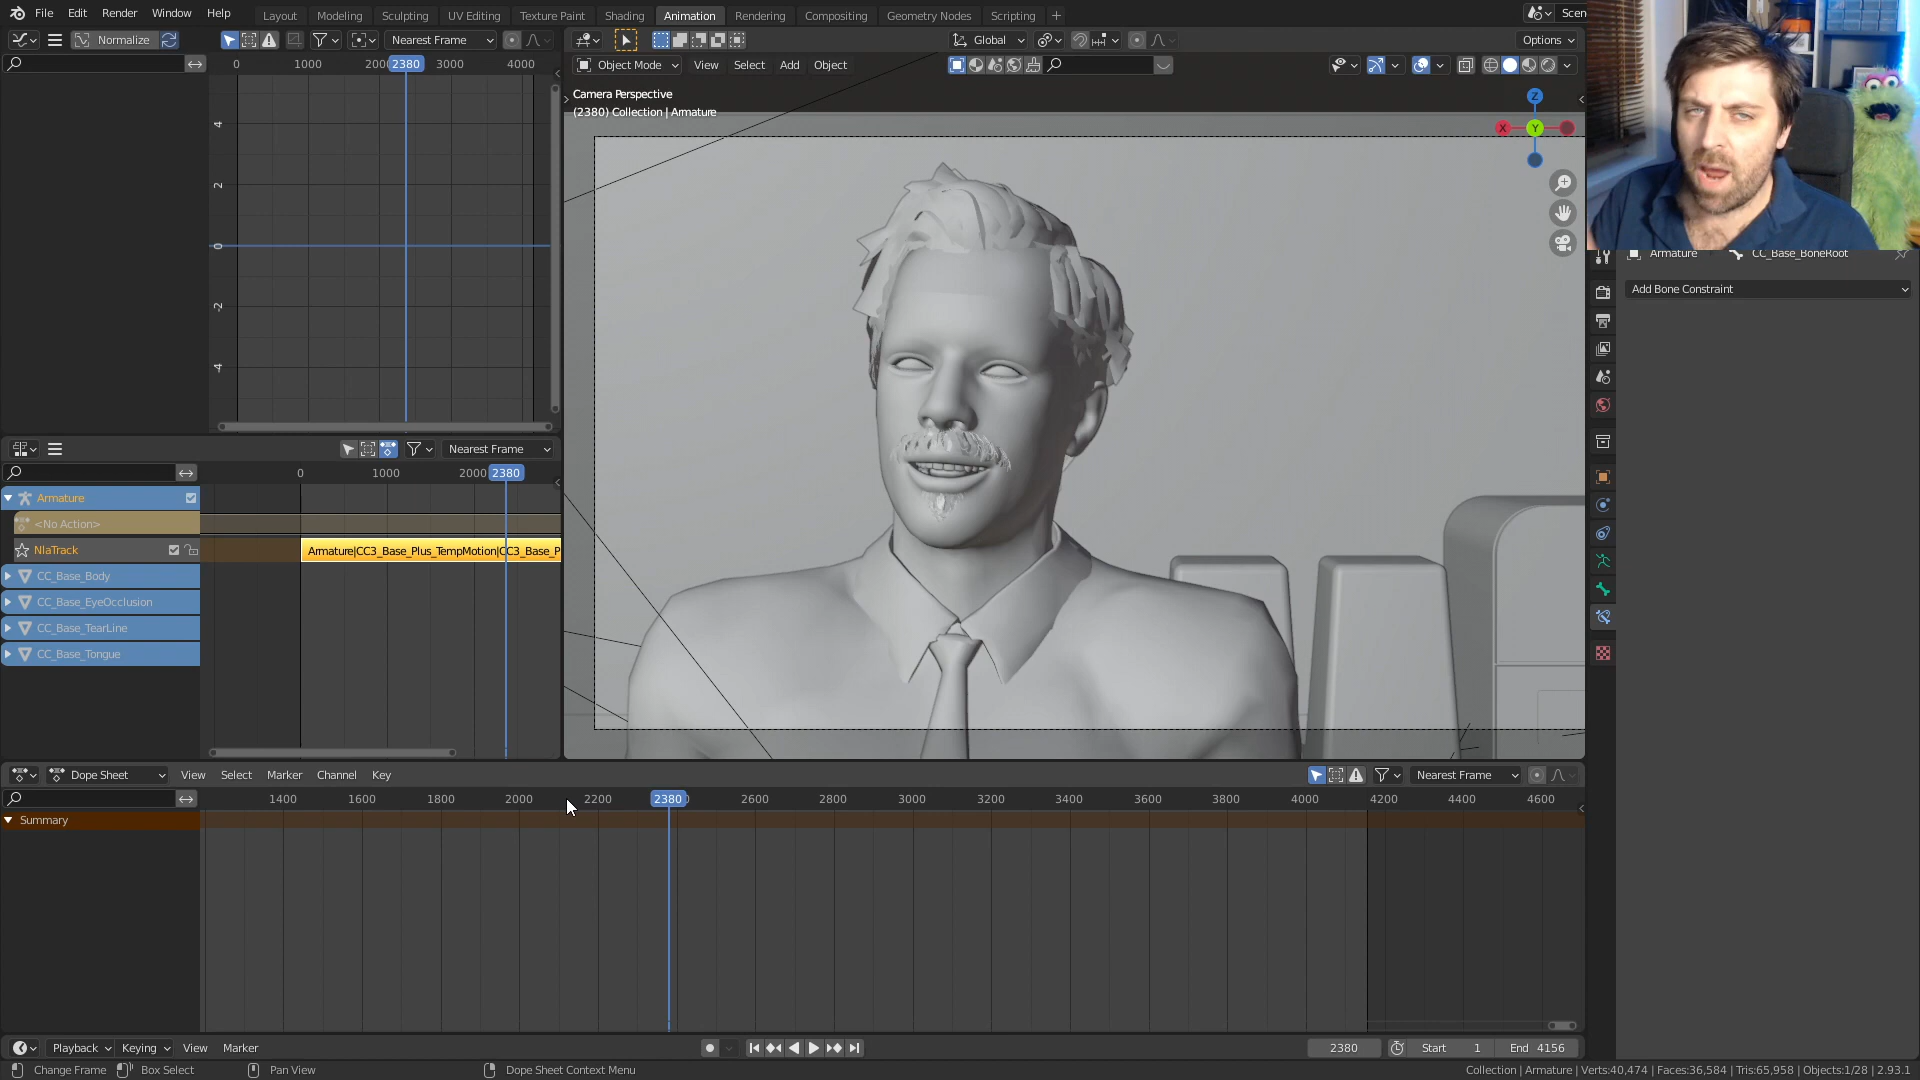 File Edit Render Window Help
Layout Modeling Sculpting UV Editing Texture Paint Shading Animation Rendering Compositing Geometry Nodes Scripting +
Scen
Normalize Nearest Frame Global Options
Object Mode View Select Add Object
0 1000 2000 2380 3000 4000
4
2
0
-2
-4
Camera Perspective
(2380) Collection | Armature
Z
X
Y
Armature CC_Base_BoneRoot
Add Bone Constraint
Nearest Frame
0 1000 2000 2380
Armature
<No Action>
NlaTrack
Armature|CC3_Base_Plus_TempMotion|CC3_Base_P
CC_Base_Body
CC_Base_EyeOcclusion
CC_Base_TearLine
CC_Base_Tongue
Dope Sheet View Select Marker Channel Key Nearest Frame
1400 1600 1800 2000 2200 2380 2600 2800 3000 3200 3400 3600 3800 4000 4200 4400 4600
Summary
Playback Keying View Marker 2380 Start 1 End 4156
Change Frame Box Select Pan View Dope Sheet Context Menu Collection | Armature | Verts:40,474 | Faces:36,584 | Tris:65,958 | Objects:1/28 | 2.93.1